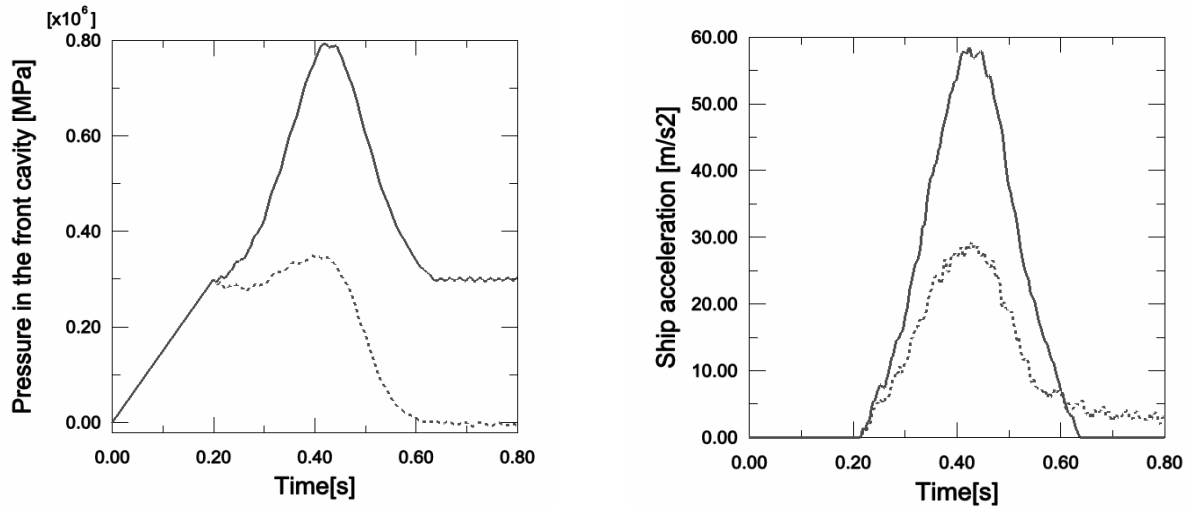 [x10⁶]
Pressure in the front cavity [MPa]
0.80
0.60
0.40
0.20
0.00
0.00 0.20 0.40 0.60 0.80
Time[s]
Ship acceleration [m/s2]
60.00
50.00
40.00
30.00
20.00
10.00
0.00
0.00 0.20 0.40 0.60 0.80
Time[s]